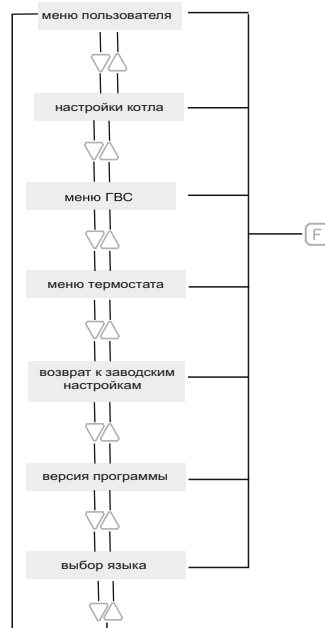 меню пользователя
настройки котла
меню ГВС
F
меню термостата
возврат к заводским
настройкам
версия программы
выбор языка